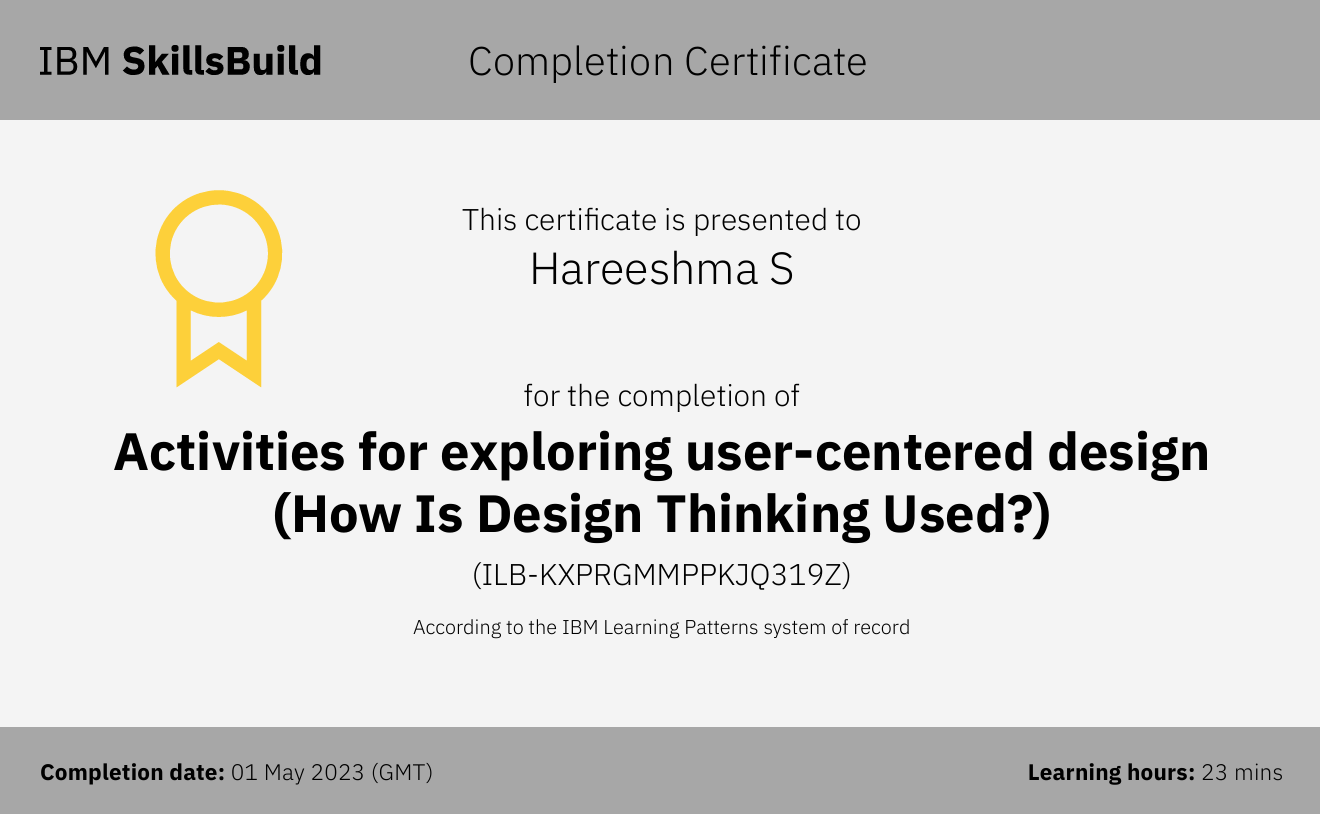 IBM SkillsBuild
Completion Certificate
This certificate is presented to
Hareeshma S
for the completion of
Activities for exploring user-centered design
(How Is Design Thinking Used?)
(ILB-KXPRGMMPPKJQ319Z)
According to the IBM Learning Patterns system of record
Completion date: 01 May 2023 (GMT)
Learning hours: 23 mins